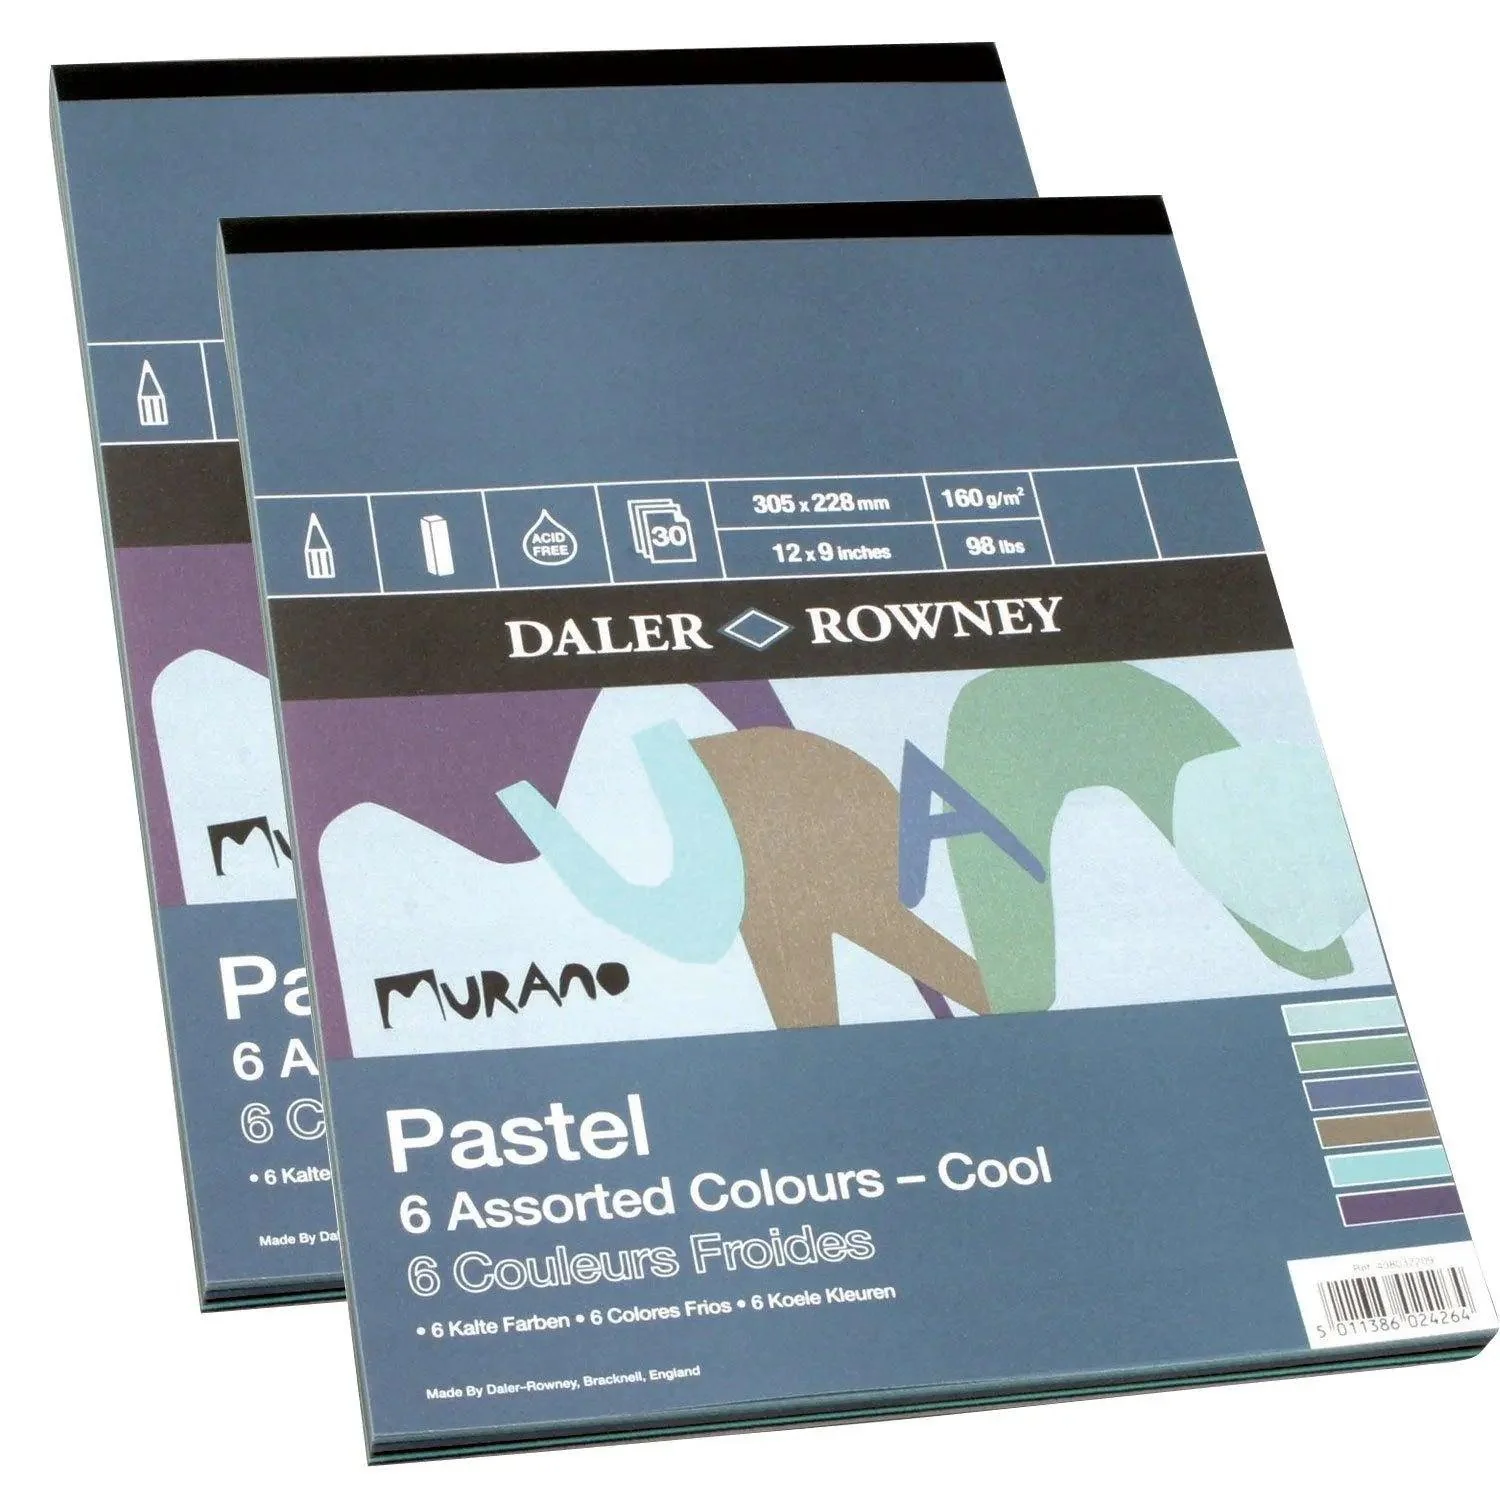 ACID
FREE
30
305 x 228 mm
160 g/m²
12 x 9 inches
98 lbs
DALER ROWNEY
MURANO
Pastel
6 Assorted Colours – Cool
6 Couleurs Froides
• 6 Kalte Farben • 6 Colores Frios • 6 Koele Kleuren
Made By Daler–Rowney, Bracknell, England
5 011386 024264
MU
Pa
6 A
6 C
• 6 Kalte
Made By Da